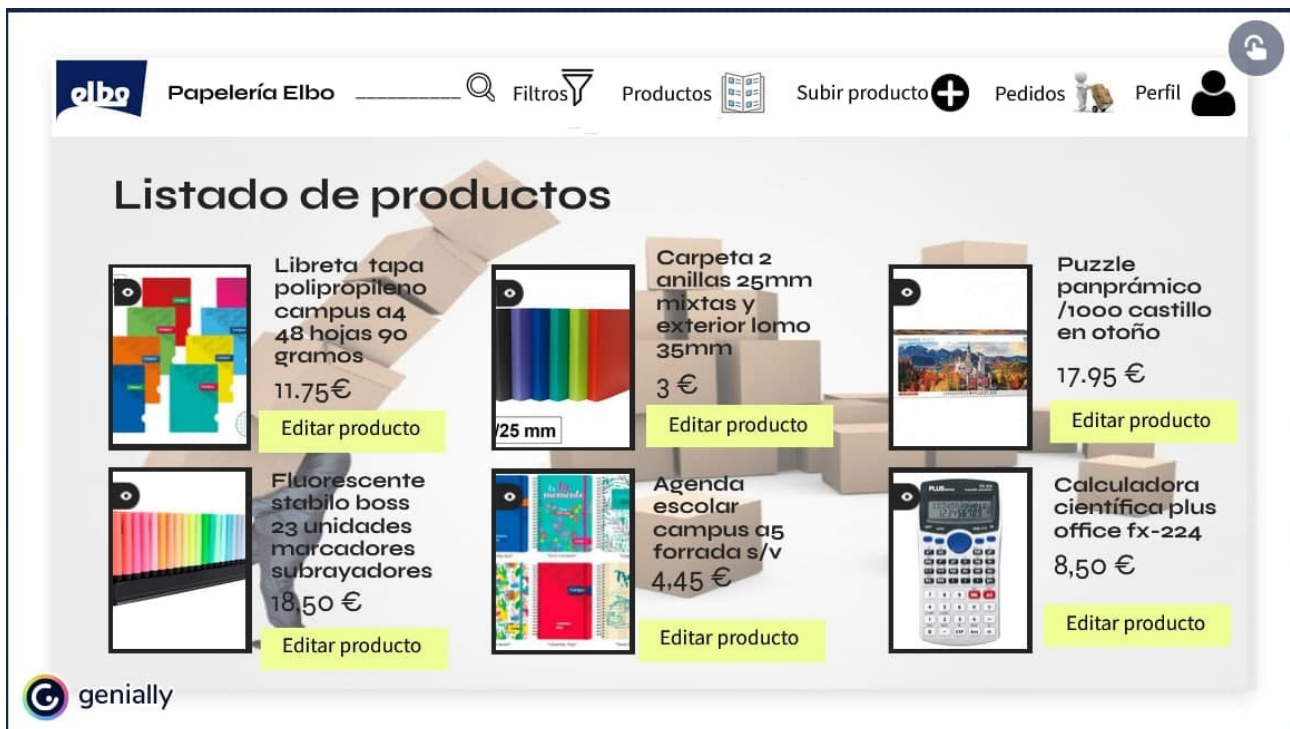 elbo
Papelería Elbo
Filtros
Productos
Subir producto
Pedidos
Perfil
Listado de productos
Libreta tapa
polipropileno
campus a4
48 hojas 90
gramos
11.75€
Editar producto
Carpeta 2
anillas 25mm
mixtas y
exterior lomo
35mm
3 €
/25 mm
Editar producto
Puzzle
panprámico
/1000 castillo
en otoño
17.95 €
Editar producto
Fluorescente
stabilo boss
23 unidades
marcadores
subrayadores
18,50 €
Editar producto
Agenda
escolar
campus a5
forrada s/v
4,45 €
Editar producto
PLUS
Calculadora
científica plus
office fx-224
8,50 €
Editar producto
genially